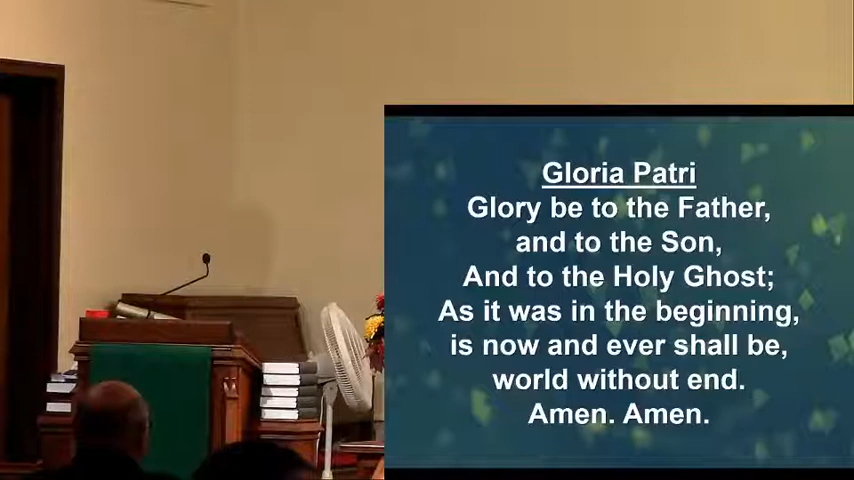 Gloria Patri
Glory be to the Father,
and to the Son,
And to the Holy Ghost;
As it was in the beginning,
is now and ever shall be,
world without end.
Amen. Amen.